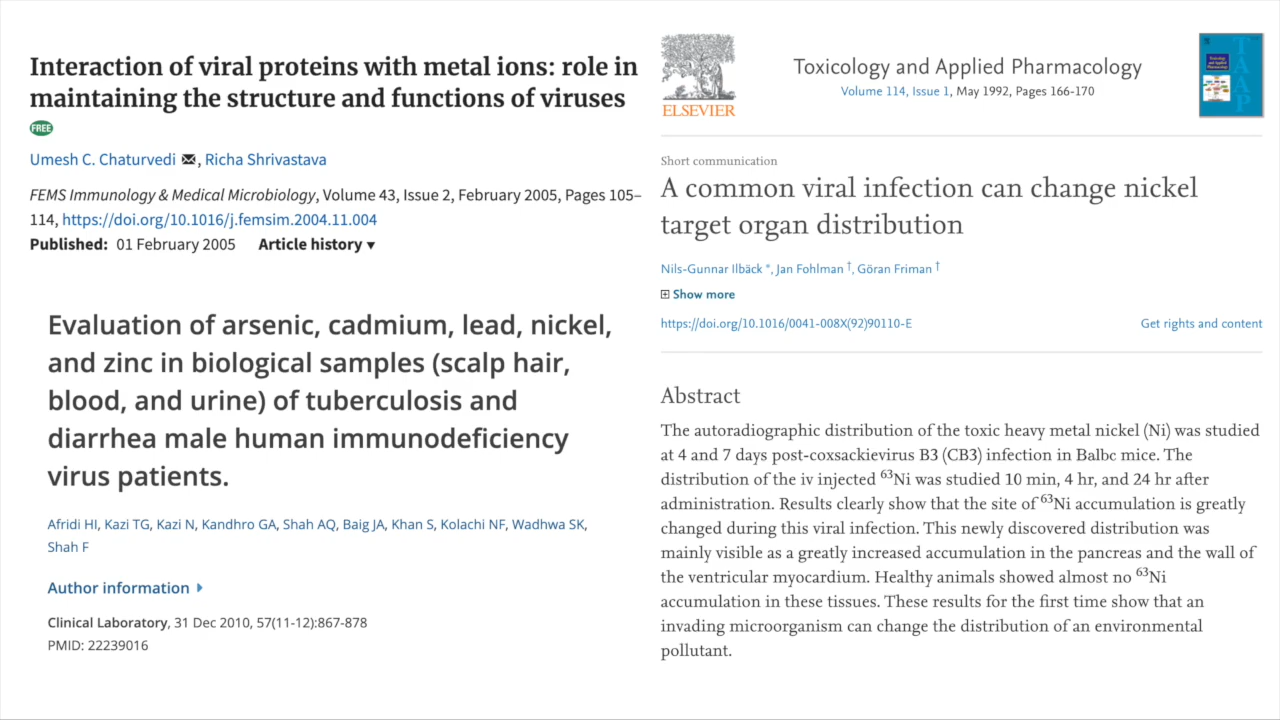 Interaction of viral proteins with metal ions: role in
maintaining the structure and functions of viruses
FREE
Umesh C. Chaturvedi ✉, Richa Shrivastava
FEMS Immunology & Medical Microbiology, Volume 43, Issue 2, February 2005, Pages 105–
114, https://doi.org/10.1016/j.femsim.2004.11.004
Published: 01 February 2005 Article history ▾
Evaluation of arsenic, cadmium, lead, nickel,
and zinc in biological samples (scalp hair,
blood, and urine) of tuberculosis and
diarrhea male human immunodeficiency
virus patients.
Afridi HI, Kazi TG, Kazi N, Kandhro GA, Shah AQ, Baig JA, Khan S, Kolachi NF, Wadhwa SK,
Shah F
Author information ▸
Clinical Laboratory, 31 Dec 2010, 57(11-12):867-878
PMID: 22239016
ELSEVIER
Toxicology and Applied Pharmacology
Volume 114, Issue 1, May 1992, Pages 166-170
Short communication
A common viral infection can change nickel
target organ distribution
Nils-Gunnar Ilbäck *, Jan Fohlman †, Göran Friman †
⊞ Show more
https://doi.org/10.1016/0041-008X(92)90110-E
Get rights and content
Abstract
The autoradiographic distribution of the toxic heavy metal nickel (Ni) was studied
at 4 and 7 days post-coxsackievirus B3 (CB3) infection in Balbc mice. The
distribution of the iv injected ⁶³Ni was studied 10 min, 4 hr, and 24 hr after
administration. Results clearly show that the site of ⁶³Ni accumulation is greatly
changed during this viral infection. This newly discovered distribution was
mainly visible as a greatly increased accumulation in the pancreas and the wall of
the ventricular myocardium. Healthy animals showed almost no ⁶³Ni
accumulation in these tissues. These results for the first time show that an
invading microorganism can change the distribution of an environmental
pollutant.